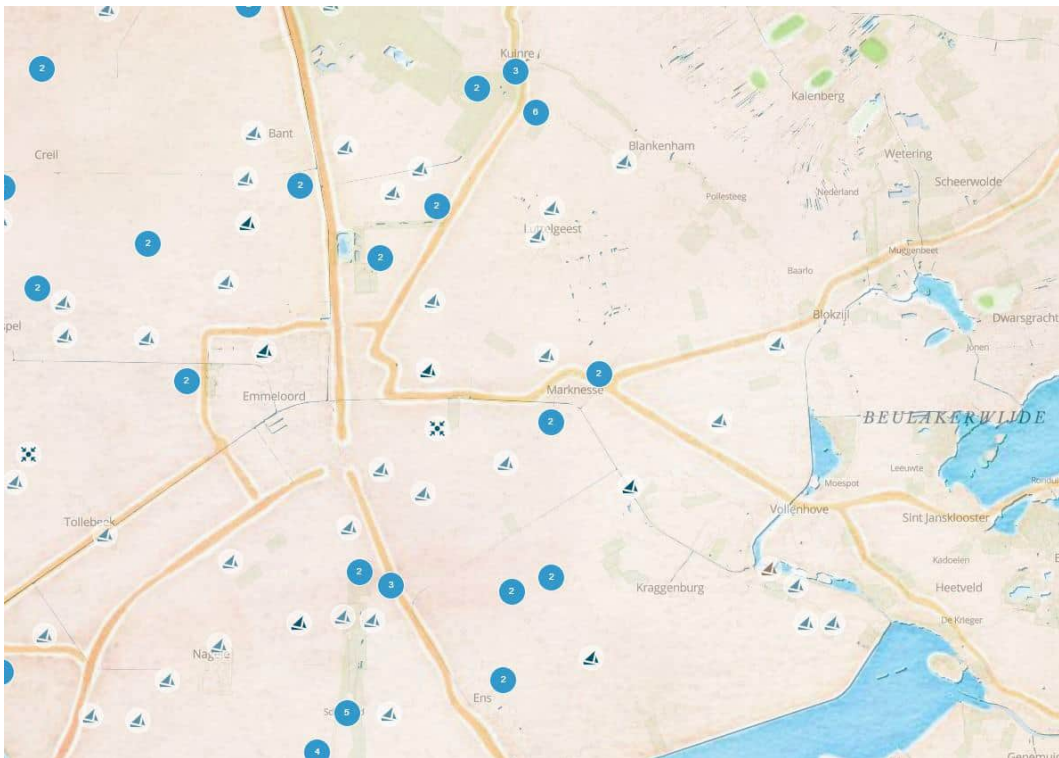 2
Kuinre
3
2
6
Kalenberg
Bant
Blankenham
Creil
Wetering
Scheerwolde
2
Nederland
Pollesteeg
2
2
Muggenbeet
2
Baarlo
2
Blokzijl
Dwarsgracht
Jonen
2
2
Marknesse
Emmeloord
2
BEULAKERWIJDE
Leeuwte
Moespot
Vollenhove
Sint Jansklooster
Tollebeek
Kadoelen
2
3
2
2
Kraggenburg
Heetveld
De Krieger
2
Ens
5
4